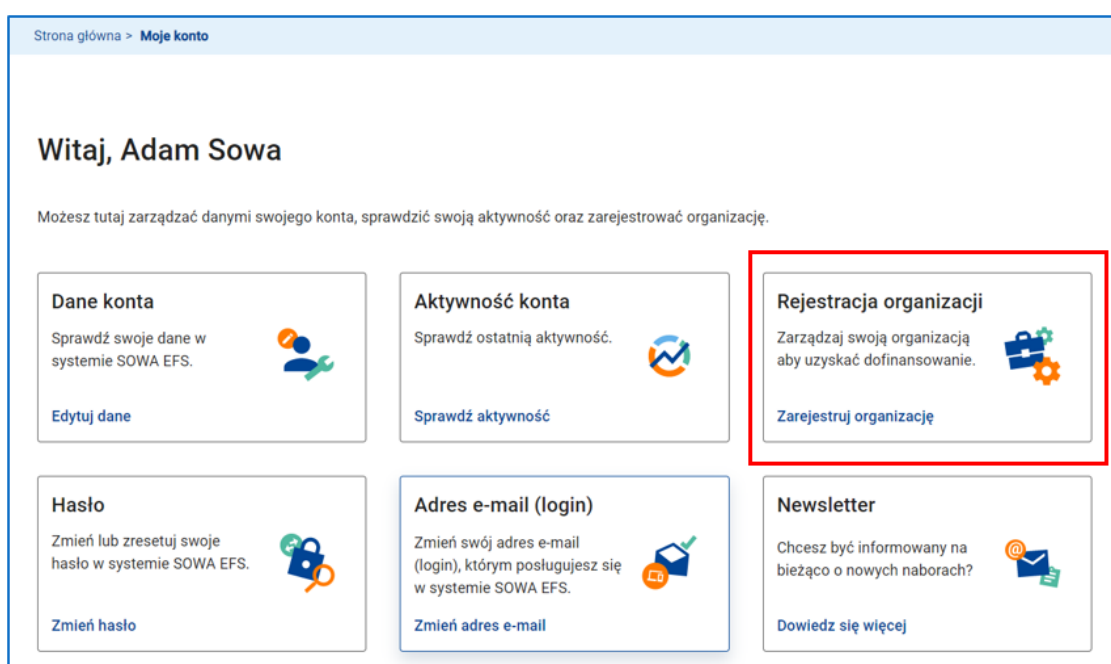 Strona główna > Moje konto
Witaj, Adam Sowa
Możesz tutaj zarządzać danymi swojego konta, sprawdzić swoją aktywność oraz zarejestrować organizację.
Dane konta
Sprawdź swoje dane w
systemie SOWA EFS.
Edytuj dane
Aktywność konta
Sprawdź ostatnią aktywność.
Sprawdź aktywność
Rejestracja organizacji
Zarządzaj swoją organizacją
aby uzyskać dofinansowanie.
Zarejestruj organizację
Hasło
Zmień lub zresetuj swoje
hasło w systemie SOWA EFS.
Zmień hasło
Adres e-mail (login)
Zmień swój adres e-mail
(login), którym posługujesz się
w systemie SOWA EFS.
Zmień adres e-mail
Newsletter
Chcesz być informowany na
bieżąco o nowych naborach?
Dowiedz się więcej